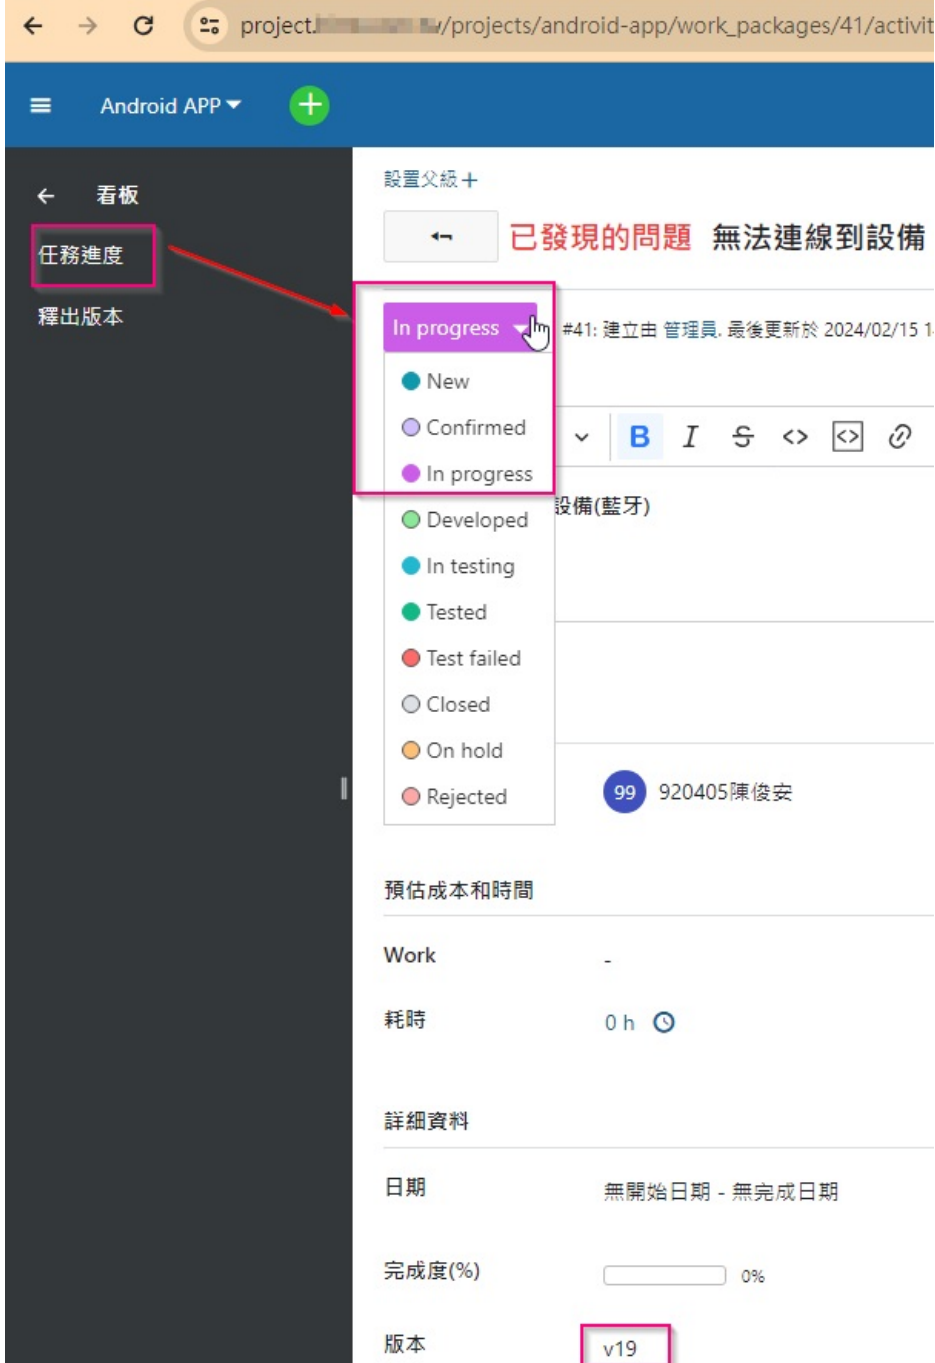 project. /projects/android-app/work_packages/41/activit
Android APP
看板
任務進度
釋出版本
設置父級+
已發現的問題 無法連線到設備
In progress
#41: 建立由 管理員. 最後更新於 2024/02/15 1
New
Confirmed
B I S <> <>
In progress
設備(藍牙)
Developed
In testing
Tested
Test failed
Closed
On hold
Rejected
99 920405陳俊安
預估成本和時間
Work -
耗時 0 h
詳細資料
日期 無開始日期 - 無完成日期
完成度(%) 0%
版本 v19